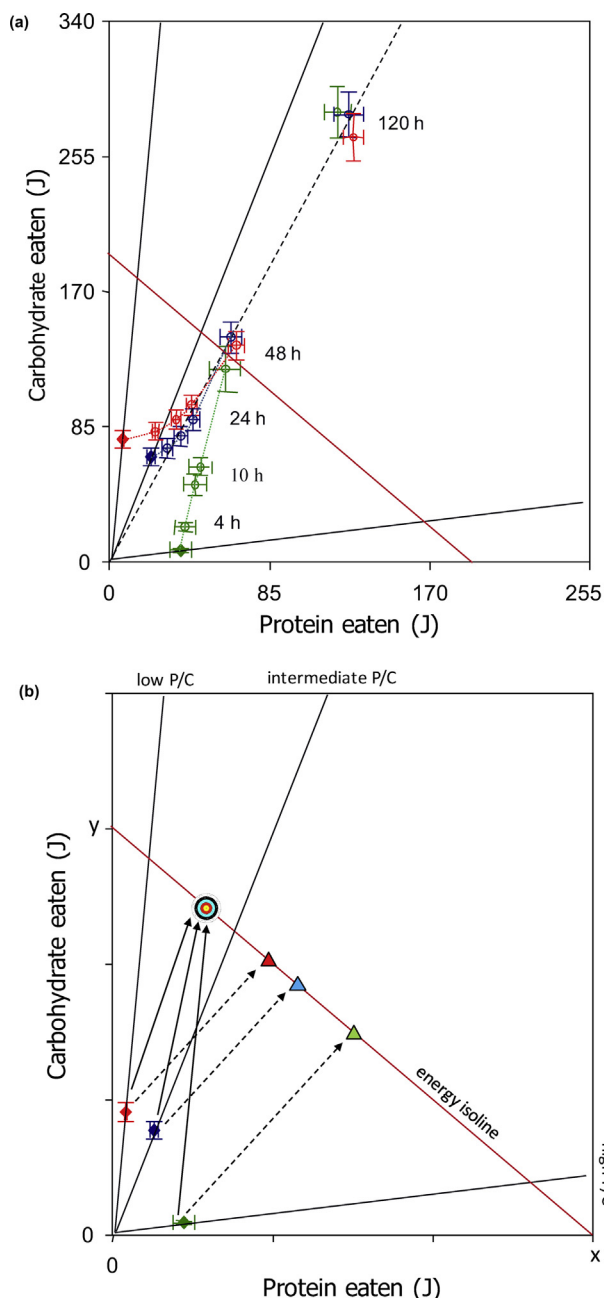 (a)
340
255
170
85
0
Carbohydrate eaten (J)
120 h
48 h
24 h
10 h
4 h
0
85
170
255
Protein eaten (J)
(b)
low P/C
intermediate P/C
y
0
Carbohydrate eaten (J)
energy isoline
0
x
Protein eaten (J)